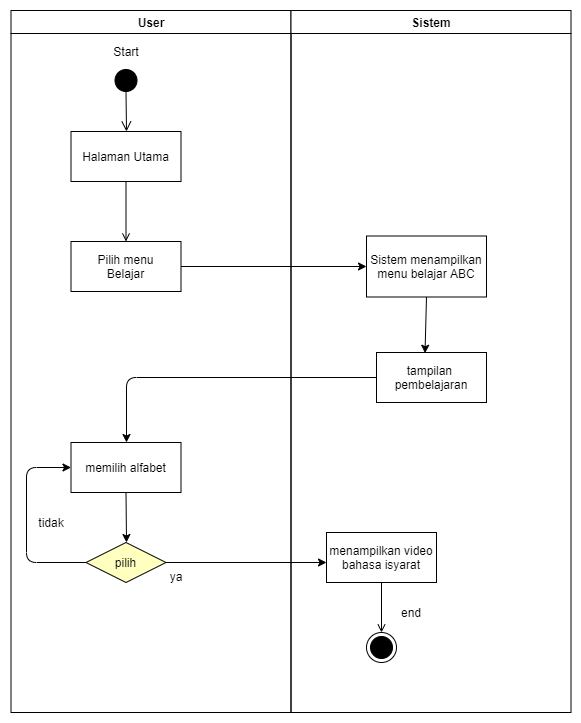 User
Sistem
Start
Halaman Utama
Pilih menu
Belajar
Sistem menampilkan
menu belajar ABC
tampilan
pembelajaran
memilih alfabet
tidak
pilih
ya
menampilkan video
bahasa isyarat
end